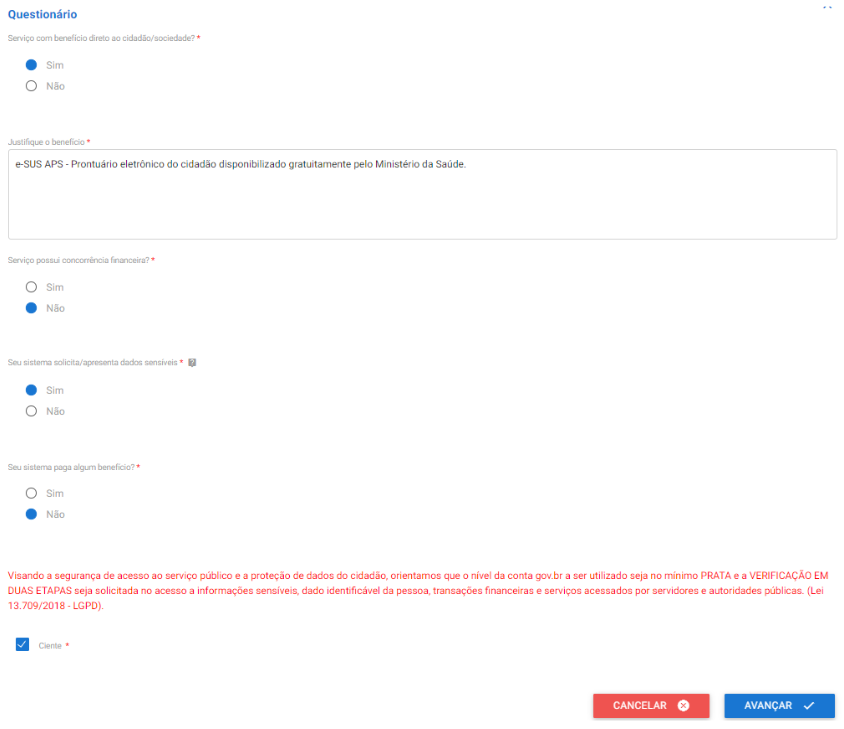 Questionário
Serviço com benefício direto ao cidadão/sociedade? *
Sim
Não
Justifique o benefício *
e-SUS APS - Prontuário eletrônico do cidadão disponibilizado gratuitamente pelo Ministério da Saúde.
Serviço possui concorrência financeira? *
Sim
Não
Seu sistema solicita/apresenta dados sensíveis *
Sim
Não
Seu sistema paga algum benefício? *
Sim
Não
Visando a segurança de acesso ao serviço público e a proteção de dados do cidadão, orientamos que o nível da conta gov.br a ser utilizado seja no mínimo PRATA e a VERIFICAÇÃO EM
DUAS ETAPAS seja solicitada no acesso a informações sensíveis, dado identificável da pessoa, transações financeiras e serviços acessados por servidores e autoridades públicas. (Lei
13.709/2018 - LGPD).
Ciente *
CANCELAR
AVANÇAR